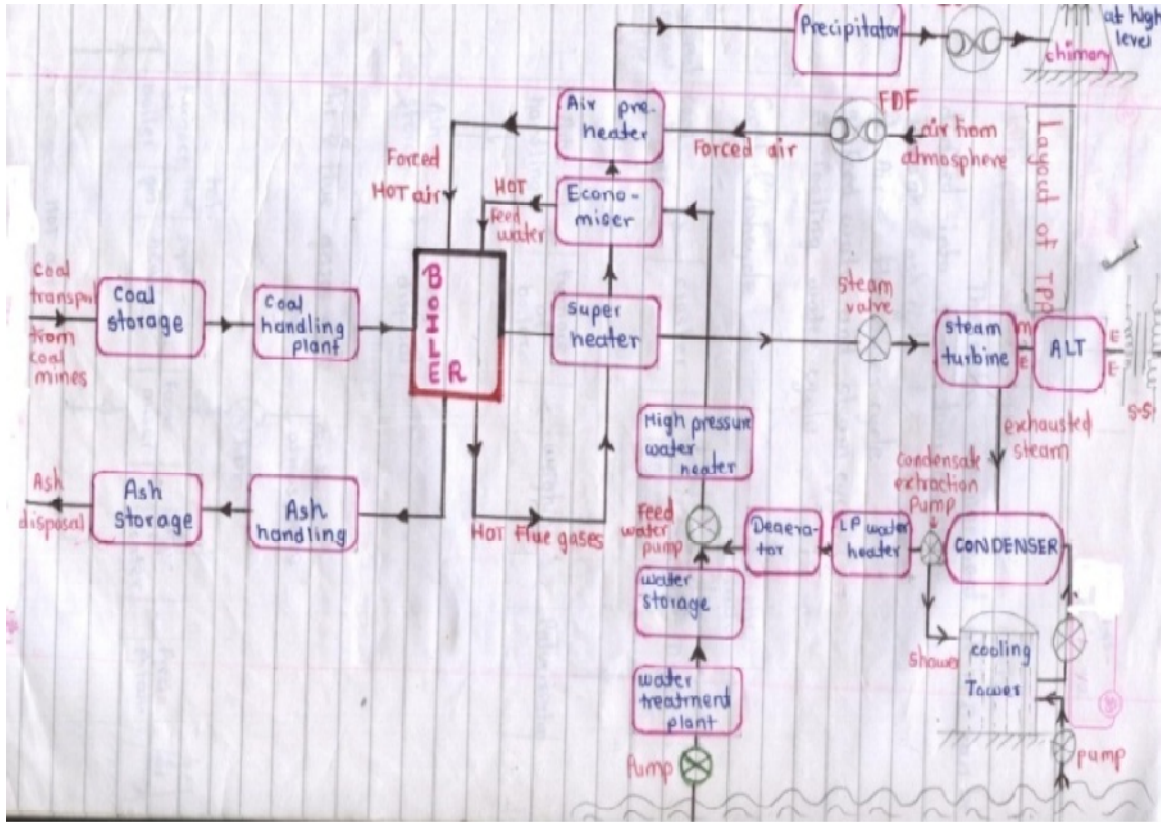 Precipitator
at high
level
chimany
Air pre-
heater
FDF
air from
atmosphere
Forced air
Forced
HOT air
HOT
Feed
water
Econo-
miser
Layout of TPP
BOILER
Coal
transpo
from
coal
mines
Coal
storage
Coal
handling
plant
super
heater
steam
valve
steam
turbine
M
E
ALT
E
E
S.S
exhausted
steam
High pressure
water
heater
Condensate
extraction
Pump
Ash
disposal
Ash
storage
Ash
handling
HOT Flue gases
Feed
water
pump
Deaera-
tor
LP water
heater
CONDENSER
water
storage
shower
cooling
Tower
water
treatment
plant
Pump
pump